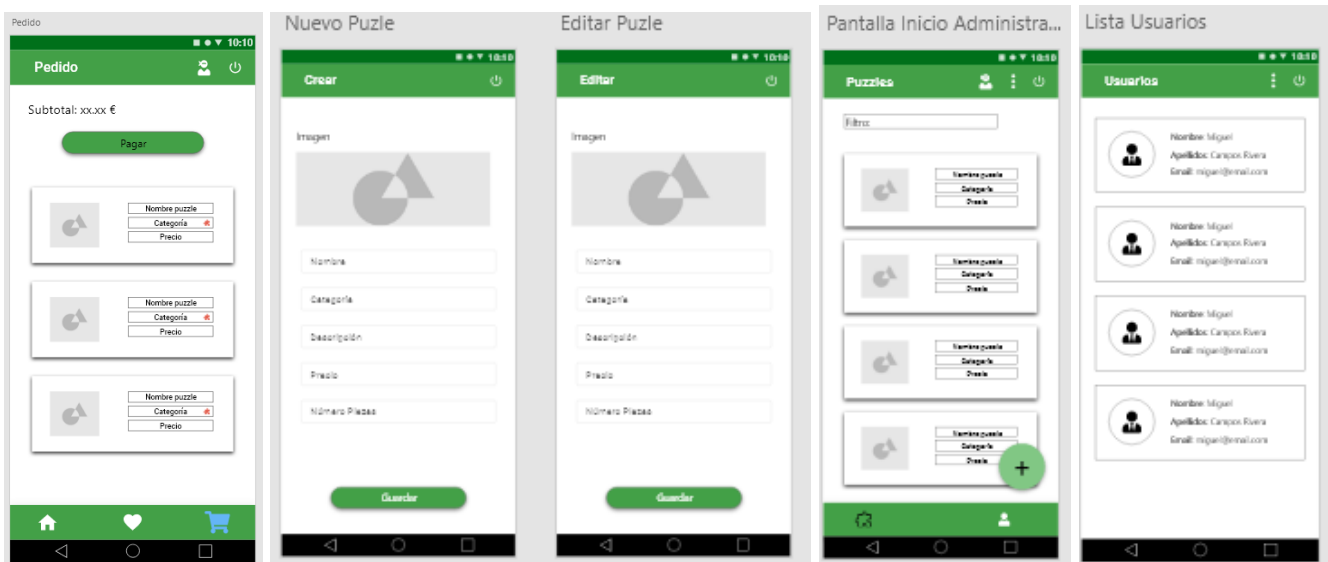 Pedido
10:10
Pedido
Subtotal: xx.xx €
Pagar
Nombre puzzle
Categoría
Precio
Nombre puzzle
Categoría
Precio
Nombre puzzle
Categoría
Precio
Nuevo Puzle
10:10
Crear
Imagen
Nombre
Categoría
Descripción
Precio
Número Piezas
Guardar
Editar Puzle
10:10
Editar
Imagen
Nombre
Categoría
Descripción
Precio
Número Piezas
Guardar
Pantalla Inicio Administra...
10:10
Puzzles
Filtro:
Nombre puzzle
Categoría
Precio
Nombre puzzle
Categoría
Precio
Nombre puzzle
Categoría
Precio
Nombre puzzle
Categoría
Precio
+
Lista Usuarios
10:10
Usuarios
Nombre: Miguel
Apellidos: Campos Rivera
Email: miguel@email.com
Nombre: Miguel
Apellidos: Campos Rivera
Email: miguel@email.com
Nombre: Miguel
Apellidos: Campos Rivera
Email: miguel@email.com
Nombre: Miguel
Apellidos: Campos Rivera
Email: miguel@email.com